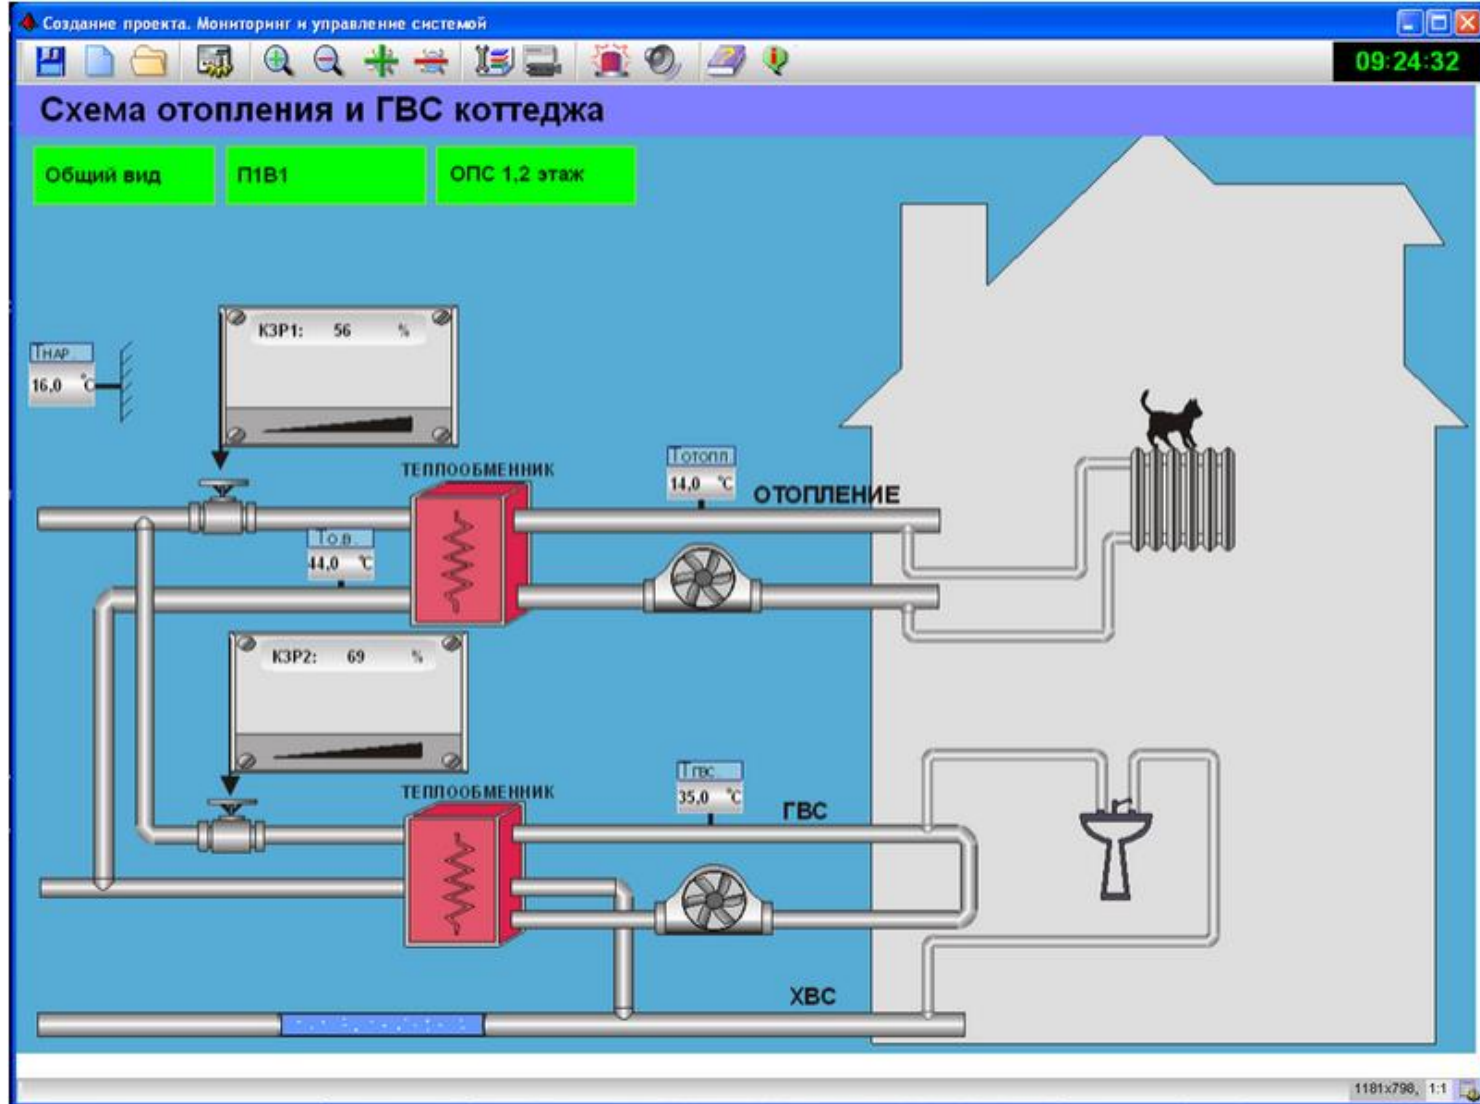 Создание проекта. Мониторинг и управление системой
09:24:32
Схема отопления и ГВС коттеджа
Общий вид
П1В1
ОПС 1,2 этаж
КЗР1: 56 %
Тнар.
16,0 °C
ТЕПЛООБМЕННИК
Тотопл.
14,0 °C
ОТОПЛЕНИЕ
То.в.
44,0 °C
КЗР2: 69 %
ТЕПЛООБМЕННИК
Тгвс.
35,0 °C
ГВС
ХВС
1181x798, 1:1